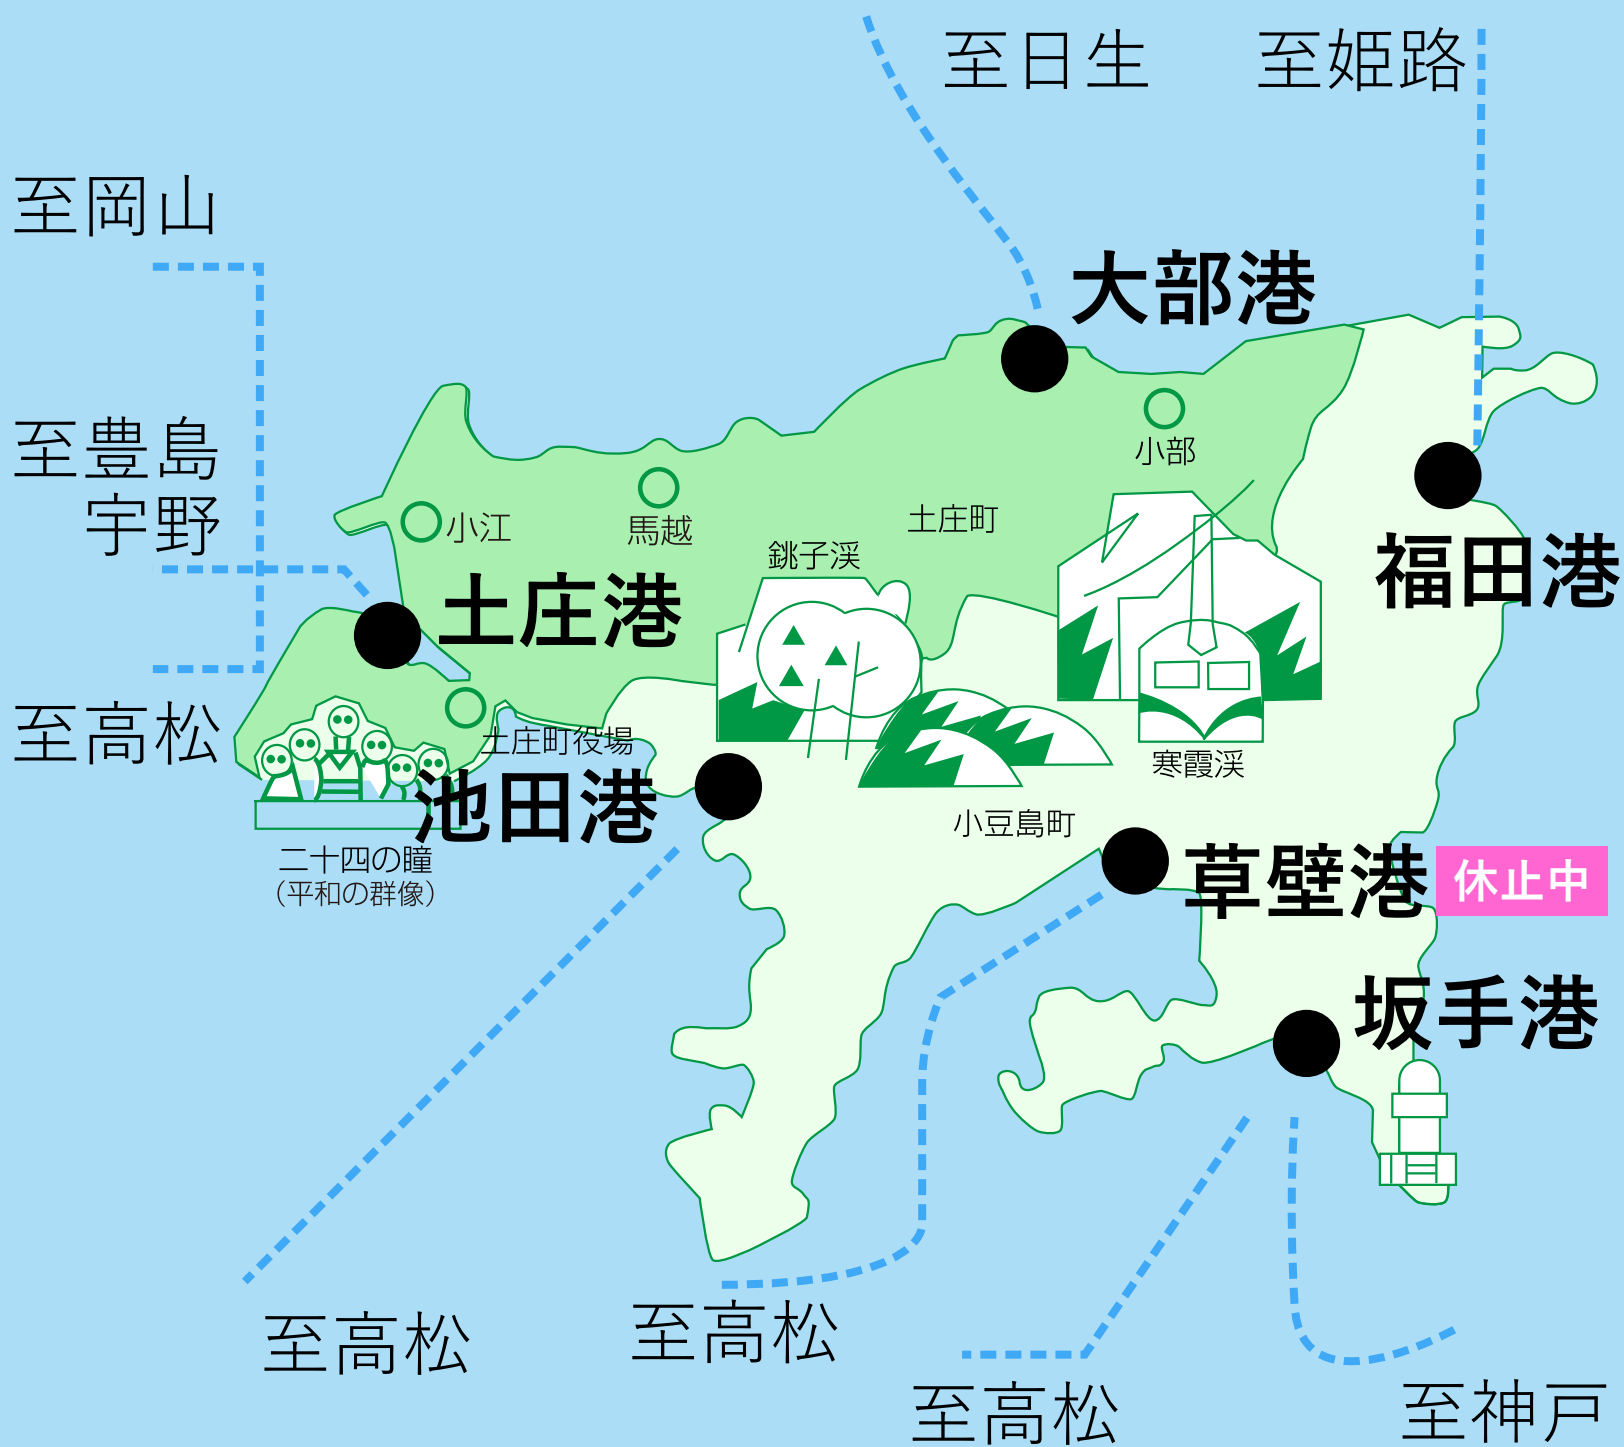 至日生
至姫路
至岡山
大部港
至豊島
宇野
小部
小江
馬越
土庄町
銚子渓
福田港
土庄港
土庄町役場
寒霞渓
池田港
小豆島町
二十四の瞳
（平和の群像）
草壁港
休止中
至高松
坂手港
至高松
至高松
至高松
至神戸